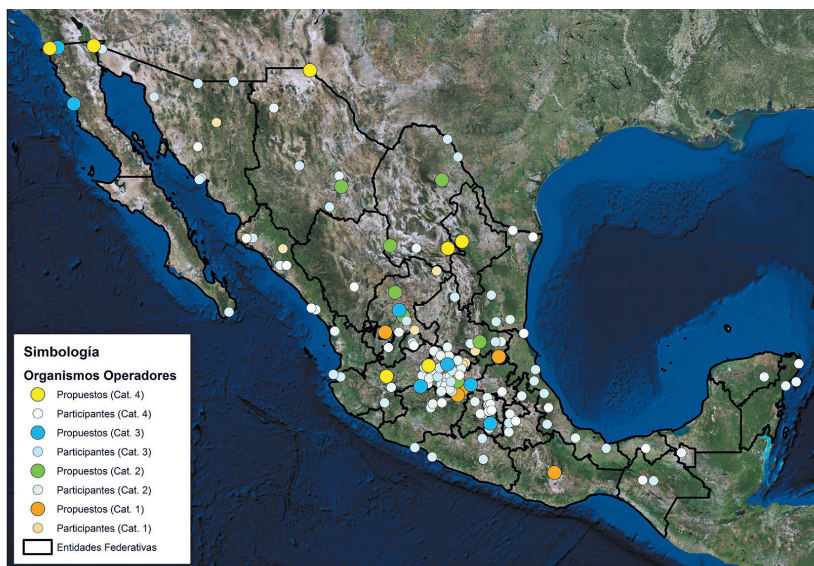 Simbología
Organismos Operadores
Propuestos (Cat. 4)
Participantes (Cat. 4)
Propuestos (Cat. 3)
Participantes (Cat. 3)
Propuestos (Cat. 2)
Participantes (Cat. 2)
Propuestos (Cat. 1)
Participantes (Cat. 1)
Entidades Federativas